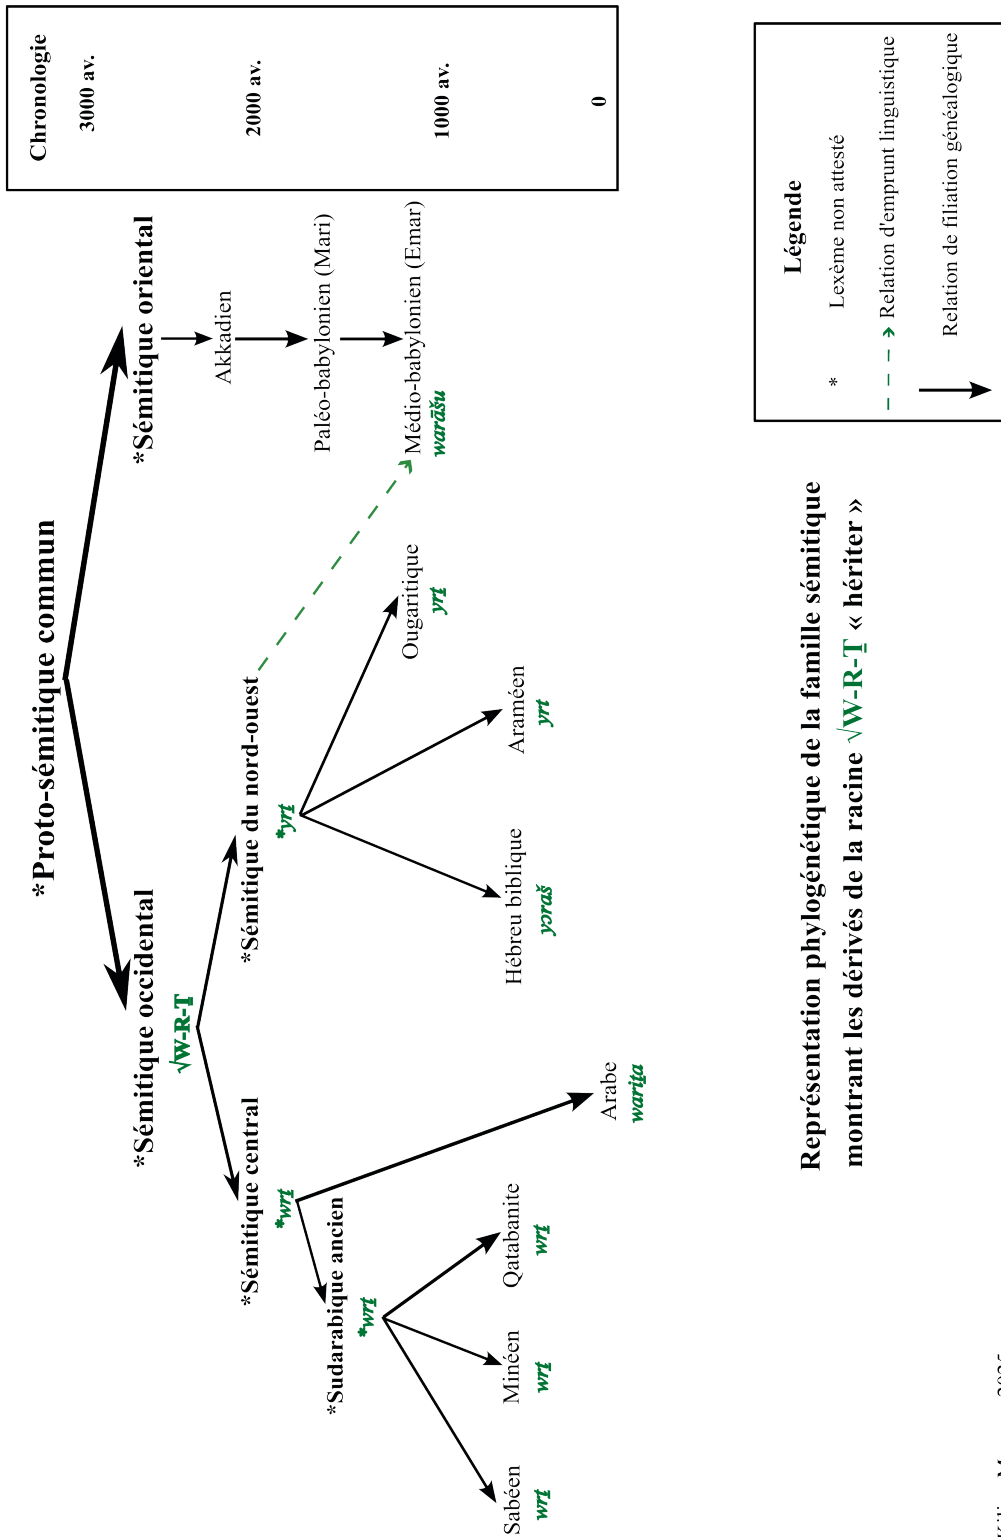 *Proto-sémitique commun
*Sémitique occidental
√W-R-Ṯ
*Sémitique oriental
Akkadien
Paléo-babylonien (Mari)
Médio-babylonien (Emar)
warāšu
*Sémitique central
*wrṯ
*Sémitique du nord-ouest
*yrṯ
*Sudarabique ancien
*wrṯ
Ougaritique
yrṯ
Sabéen
wrṯ
Minéen
wrṯ
Qatabanite
wrṯ
Hébreu biblique
yɔraš
Araméen
yrt
Arabe
wariṯa
Chronologie
3000 av.
2000 av.
1000 av.
0
Représentation phylogénétique de la famille sémitique
montrant les dérivés de la racine √W-R-Ṯ « hériter »
Légende
* Lexème non attesté
Relation d'emprunt linguistique
Relation de filiation généalogique